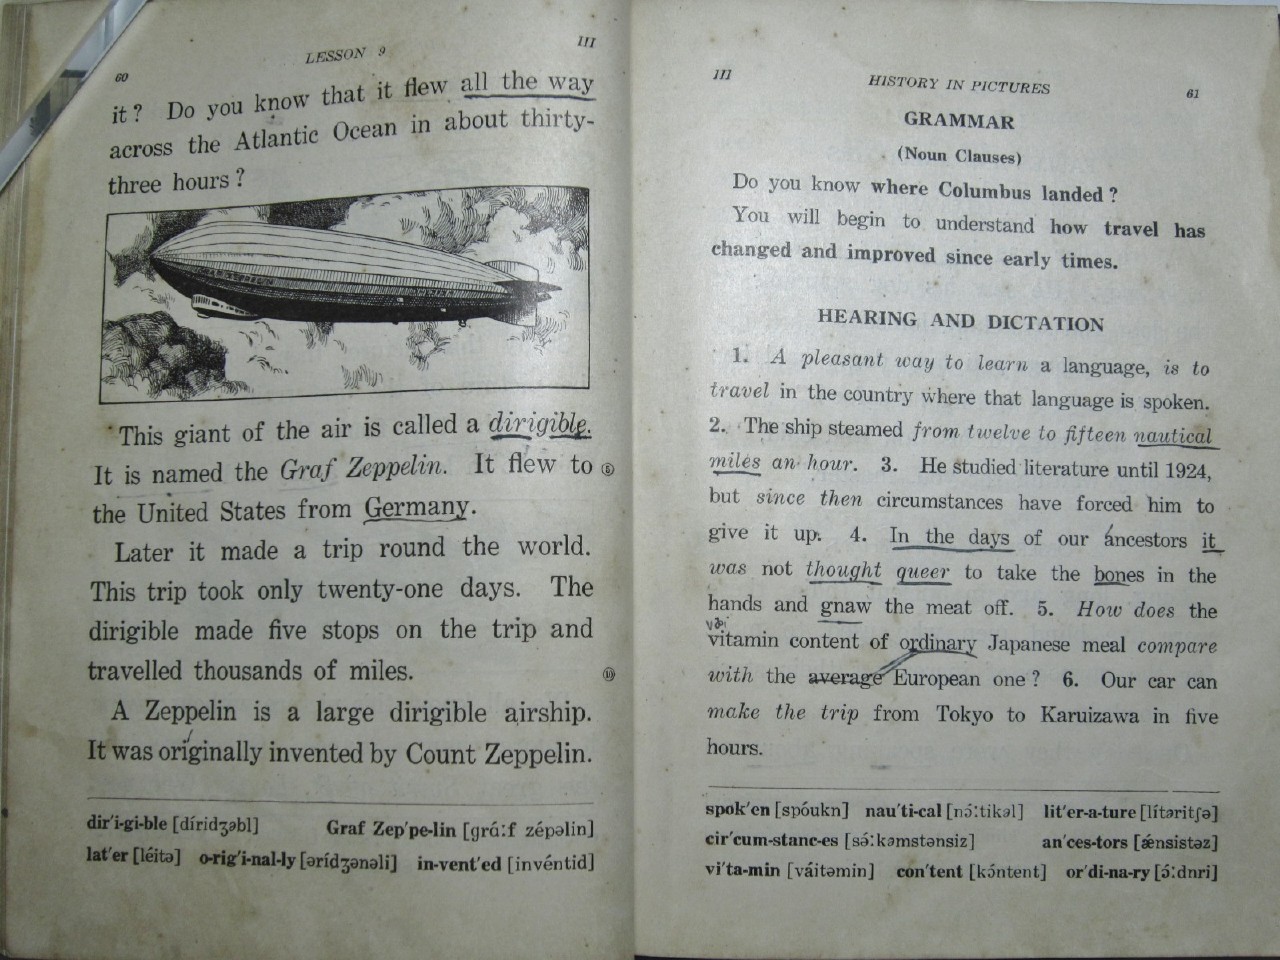 60
LESSON 9
III
it? Do you know that it flew all the way
across the Atlantic Ocean in about thirty-
three hours?
This giant of the air is called a dirigible.
It is named the Graf Zeppelin. It flew to ⑤
the United States from Germany.
Later it made a trip round the world.
This trip took only twenty-one days. The
dirigible made five stops on the trip and
travelled thousands of miles. ⑩
A Zeppelin is a large dirigible airship.
It was originally invented by Count Zeppelin.
dir′i-gi-ble [díridʒəbl] Graf Zep′pe-lin [grɑ́ːf zépəlin]
lat′er [léitə] o-rig′i-nal-ly [ərídʒənəli] in-vent′ed [invéntid]
III
HISTORY IN PICTURES
61
GRAMMAR
(Noun Clauses)
Do you know where Columbus landed?
You will begin to understand how travel has
changed and improved since early times.
HEARING AND DICTATION
1. A pleasant way to learn a language, is to
travel in the country where that language is spoken.
2. The ship steamed from twelve to fifteen nautical
miles an hour. 3. He studied literature until 1924,
but since then circumstances have forced him to
give it up. 4. In the days of our ancestors it
was not thought queer to take the bones in the
hands and gnaw the meat off. 5. How does the
vitamin content of ordinary Japanese meal compare
with the average European one? 6. Our car can
make the trip from Tokyo to Karuizawa in five
hours.
spok′en [spóukn] nau′ti-cal [nɔ́ːtikəl] lit′er-a-ture [lítəritʃə]
cir′cum-stanc-es [sə́ːkəmstənsiz] an′ces-tors [ǽnsistəz]
vi′ta-min [váitəmin] con′tent [kɔ́ntent] or′di-na-ry [ɔ́ːdnri]